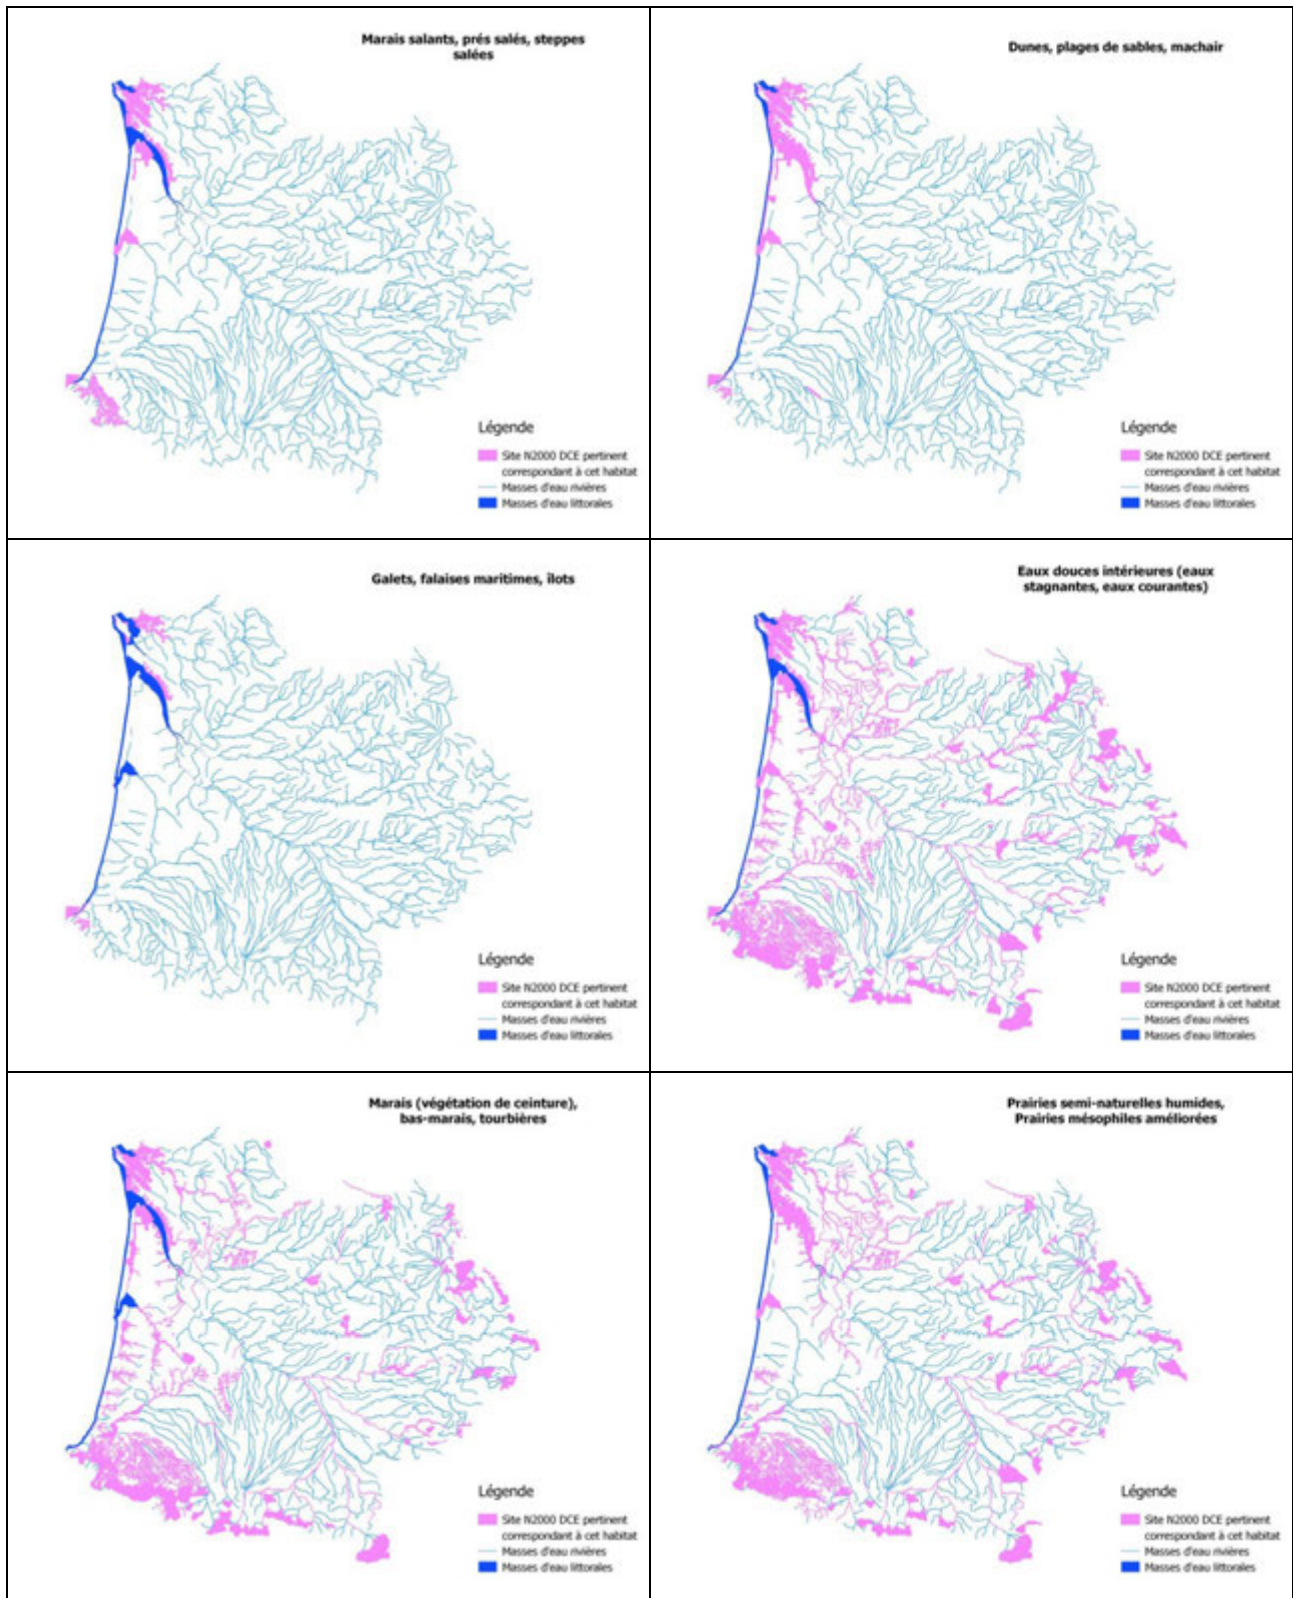 Marais salants, prés salés, steppes
salées
Légende
Site N2000 DCE pertinent
correspondant à cet habitat
Masses d'eau rivières
Masses d'eau littorales
Dunes, plages de sables, machair
Légende
Site N2000 DCE pertinent
correspondant à cet habitat
Masses d'eau rivières
Masses d'eau littorales
Galets, falaises maritimes, îlots
Légende
Site N2000 DCE pertinent
correspondant à cet habitat
Masses d'eau rivières
Masses d'eau littorales
Eaux douces intérieures (eaux
stagnantes, eaux courantes)
Légende
Site N2000 DCE pertinent
correspondant à cet habitat
Masses d'eau rivières
Masses d'eau littorales
Marais (végétation de ceinture),
bas-marais, tourbières
Légende
Site N2000 DCE pertinent
correspondant à cet habitat
Masses d'eau rivières
Masses d'eau littorales
Prairies semi-naturelles humides,
Prairies mésophiles améliorées
Légende
Site N2000 DCE pertinent
correspondant à cet habitat
Masses d'eau rivières
Masses d'eau littorales